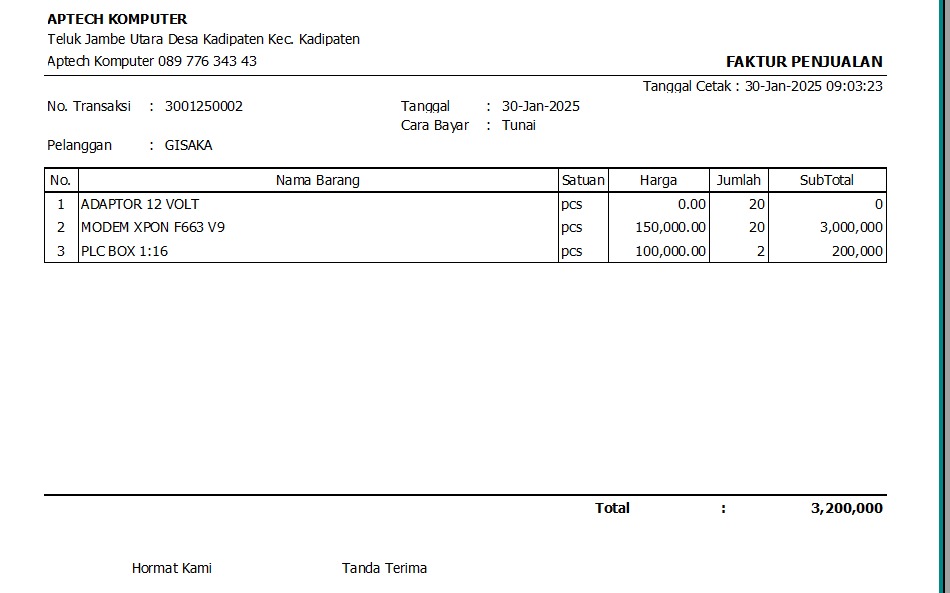 APTECH KOMPUTER
Teluk Jambe Utara Desa Kadipaten Kec. Kadipaten
Aptech Komputer 089 776 343 43
FAKTUR PENJUALAN
Tanggal Cetak : 30-Jan-2025 09:03:23
No. Transaksi : 3001250002 Tanggal : 30-Jan-2025
Cara Bayar : Tunai
Pelanggan : GISAKA
No. Nama Barang Satuan Harga Jumlah SubTotal
1 ADAPTOR 12 VOLT pcs 0.00 20 0
2 MODEM XPON F663 V9 pcs 150,000.00 20 3,000,000
3 PLC BOX 1:16 pcs 100,000.00 2 200,000
Total : 3,200,000
Hormat Kami Tanda Terima